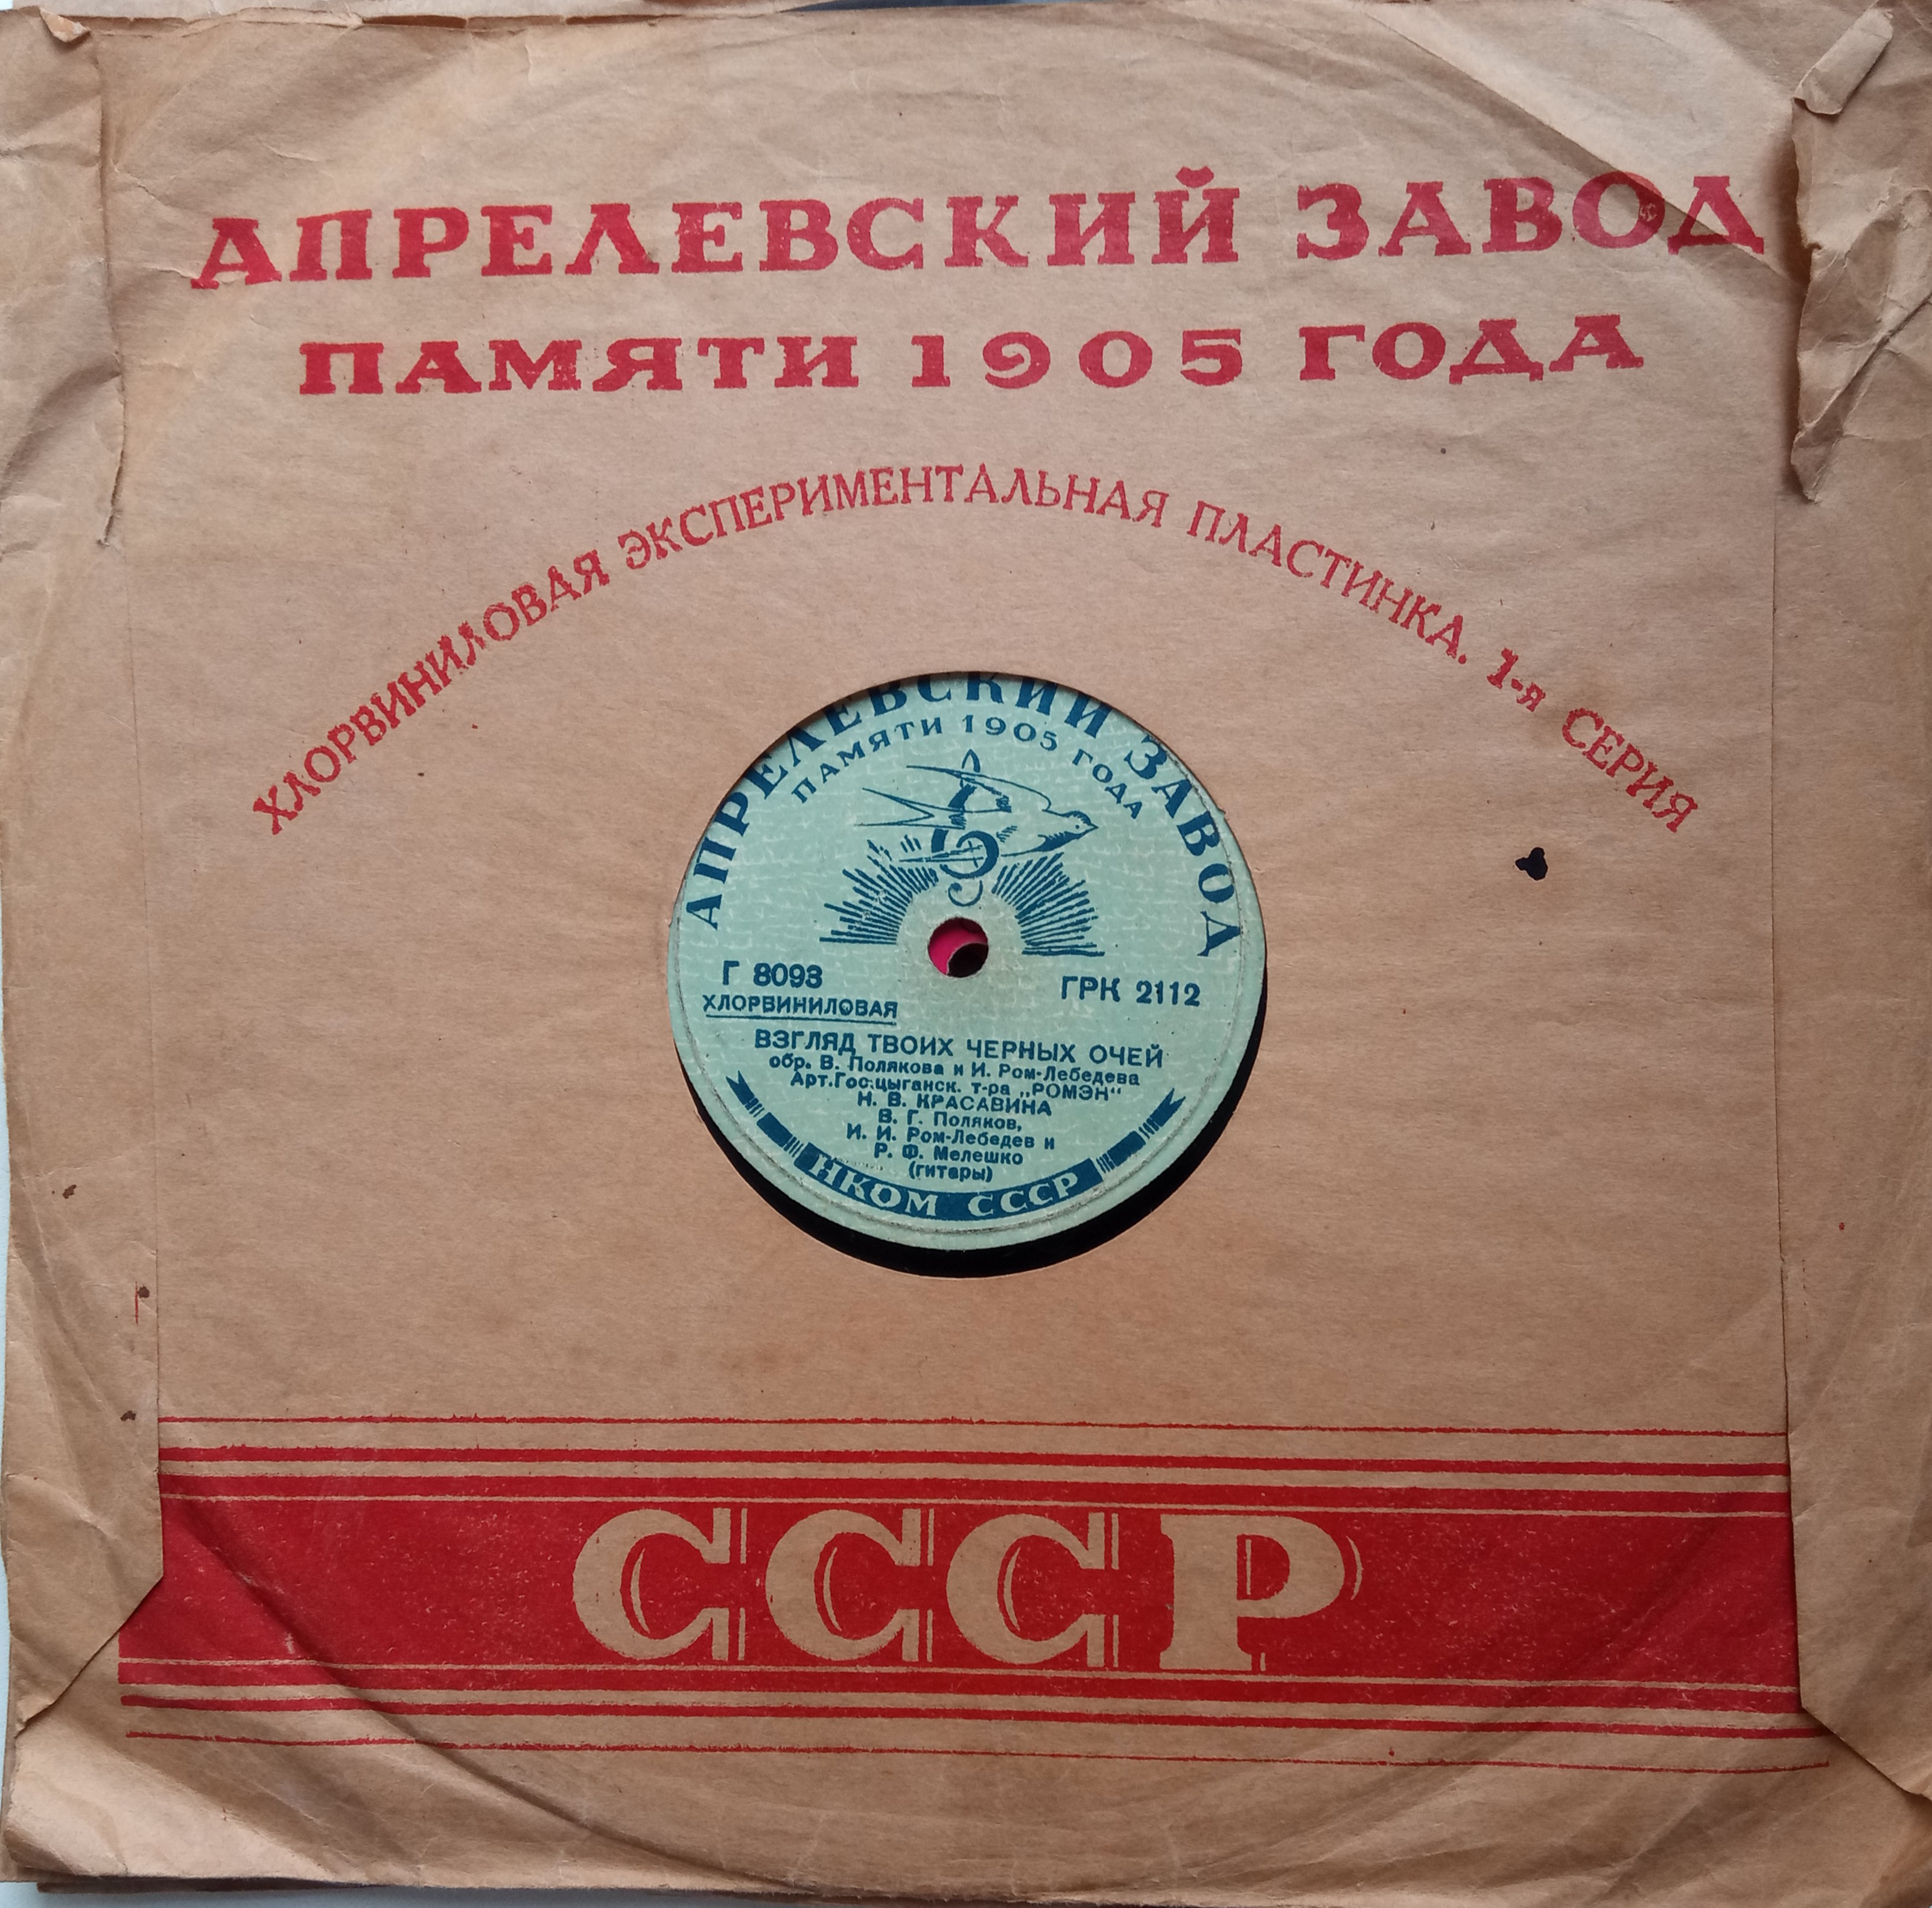 АПРЕЛЕВСКИЙ ЗАВОД
ПАМЯТИ 1905 ГОДА
ХЛОРВИНИЛОВАЯ ЭКСПЕРИМЕНТАЛЬНАЯ ПЛАСТИНКА. 1-я СЕРИЯ
АПРЕЛЕВСКИЙ ЗАВОД
ПАМЯТИ 1905 ГОДА
Г 8093
ГРК 2112
ХЛОРВИНИЛОВАЯ
ВЗГЛЯД ТВОИХ ЧЕРНЫХ ОЧЕЙ
обр. В. Полякова и И. Ром-Лебедева
Арт.Гос.цыганск. т-ра „РОМЭН“
Н. В. КРАСАВИНА
В. Г. Поляков,
И. И. Ром-Лебедев и
Р. Ф. Мелешко
(гитары)
НКОМ СССР
СССР